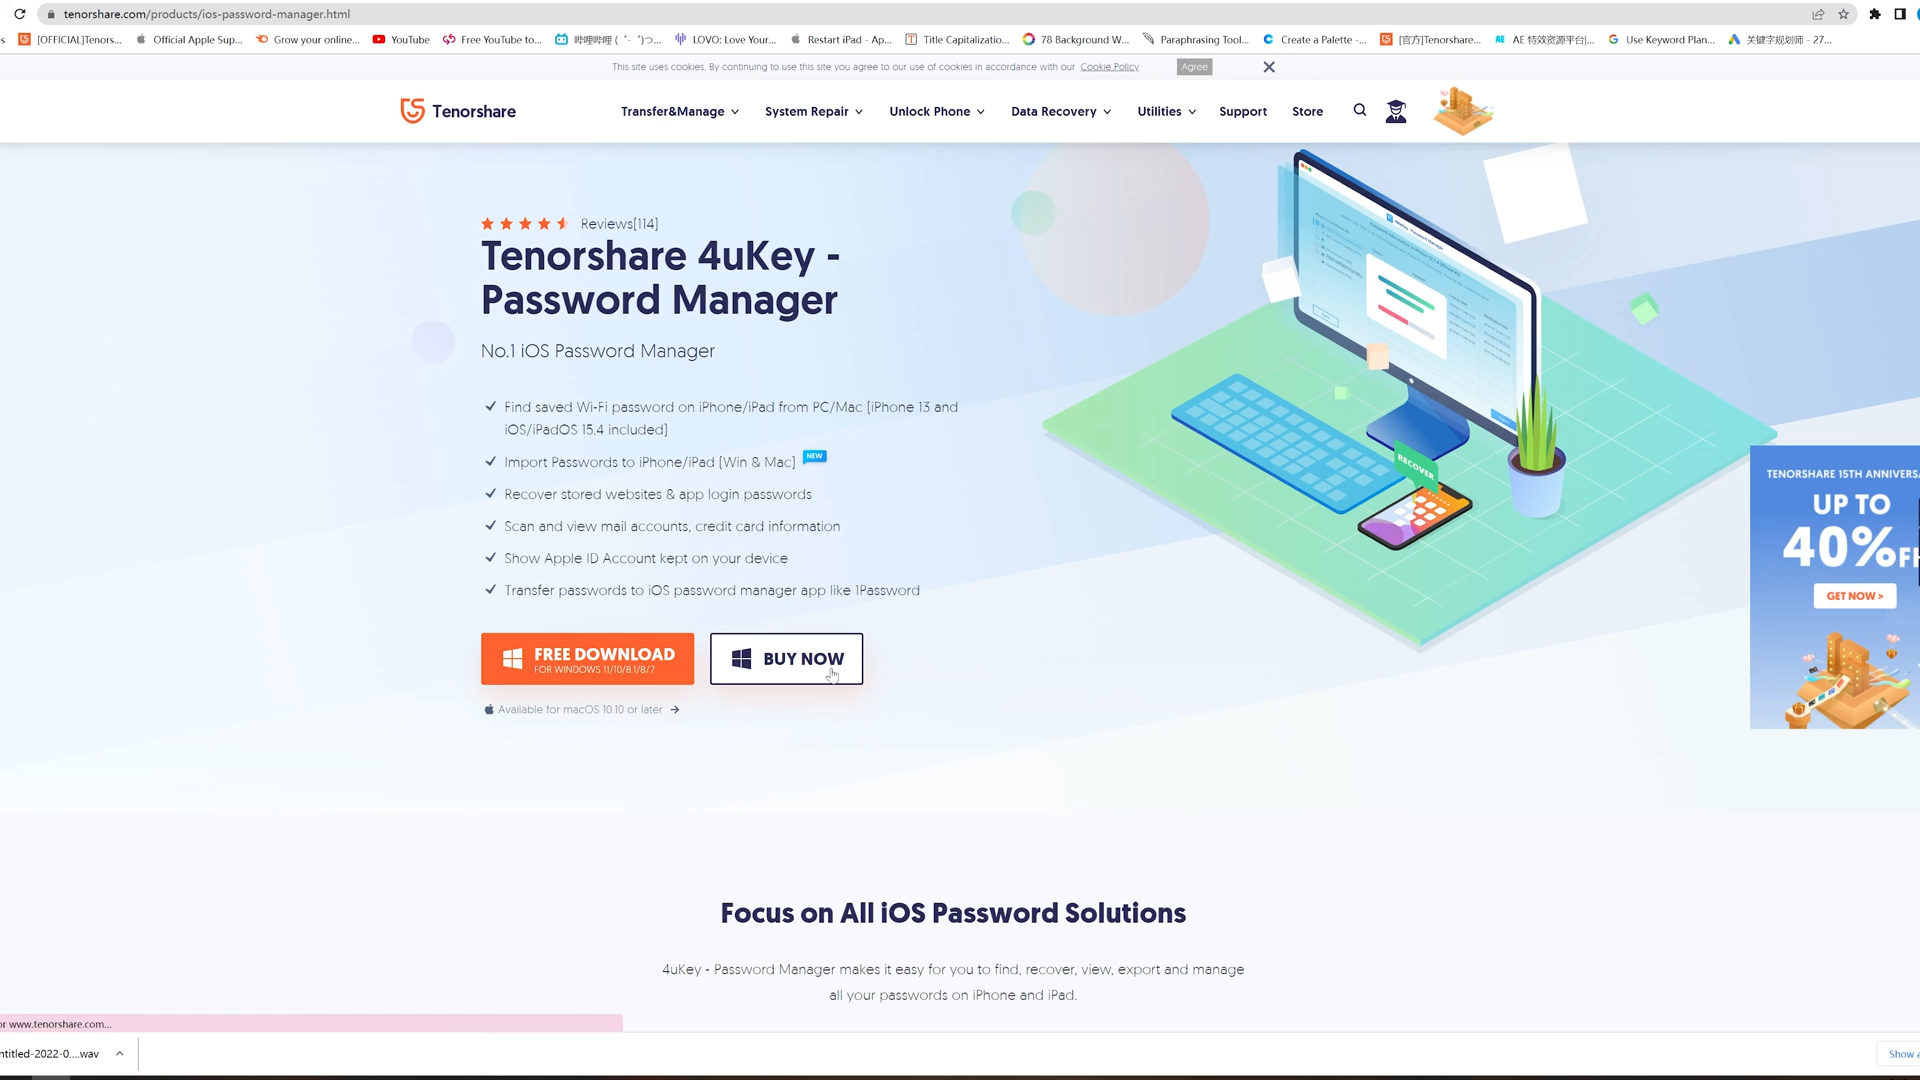 tenorshare.com/products/ios-password-manager.html
[OFFICIAL]Tenors...
Official Apple Sup...
Grow your online...
YouTube
Free YouTube to...
LOVO: Love Your...
Restart iPad - Ap...
Title Capitalizatio...
78 Background W...
Paraphrasing Tool...
Create a Palette -...
[官方]Tenorshare...
AE 特效资源平台|...
Use Keyword Plan...
关键字规划师 - 27...
This site uses cookies. By continuing to use this site you agree to our use of cookies in accordance with our Cookie Policy
Agree
Tenorshare
Transfer&Manage
System Repair
Unlock Phone
Data Recovery
Utilities
Support
Store
Reviews[114]
Tenorshare 4uKey -
Password Manager
No.1 iOS Password Manager
Find saved Wi-Fi password on iPhone/iPad from PC/Mac [iPhone 13 and
iOS/iPadOS 15.4 included]
Import Passwords to iPhone/iPad [Win & Mac] NEW
Recover stored websites & app login passwords
Scan and view mail accounts, credit card information
Show Apple ID Account kept on your device
Transfer passwords to iOS password manager app like 1Password
FREE DOWNLOAD
FOR WINDOWS 11/10/8.1/8/7
BUY NOW
Available for macOS 10.10 or later
RECOVER
TENORSHARE 15TH ANNIVERSA
UP TO
40%
GET NOW >
Focus on All iOS Password Solutions
4uKey - Password Manager makes it easy for you to find, recover, view, export and manage
all your passwords on iPhone and iPad.
or www.tenorshare.com...
ntitled-2022-0....wav
Show a